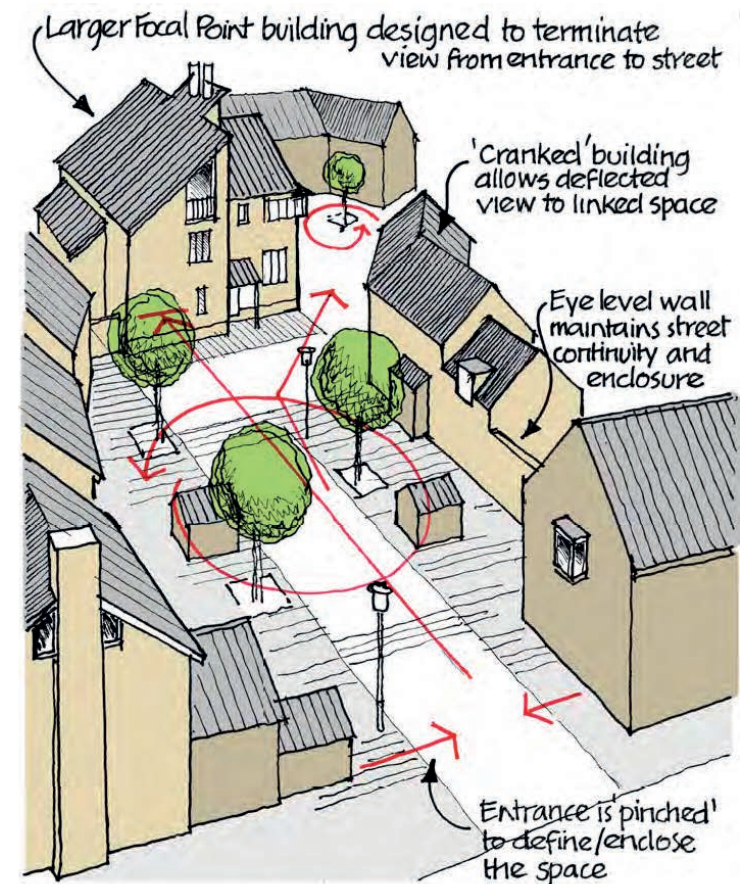 Larger Focal Point building designed to terminate
view from entrance to street
'Cranked' building
allows deflected
view to linked space
Eye level wall
maintains street
continuity and
enclosure
Entrance is 'pinched'
to define/enclose
the space